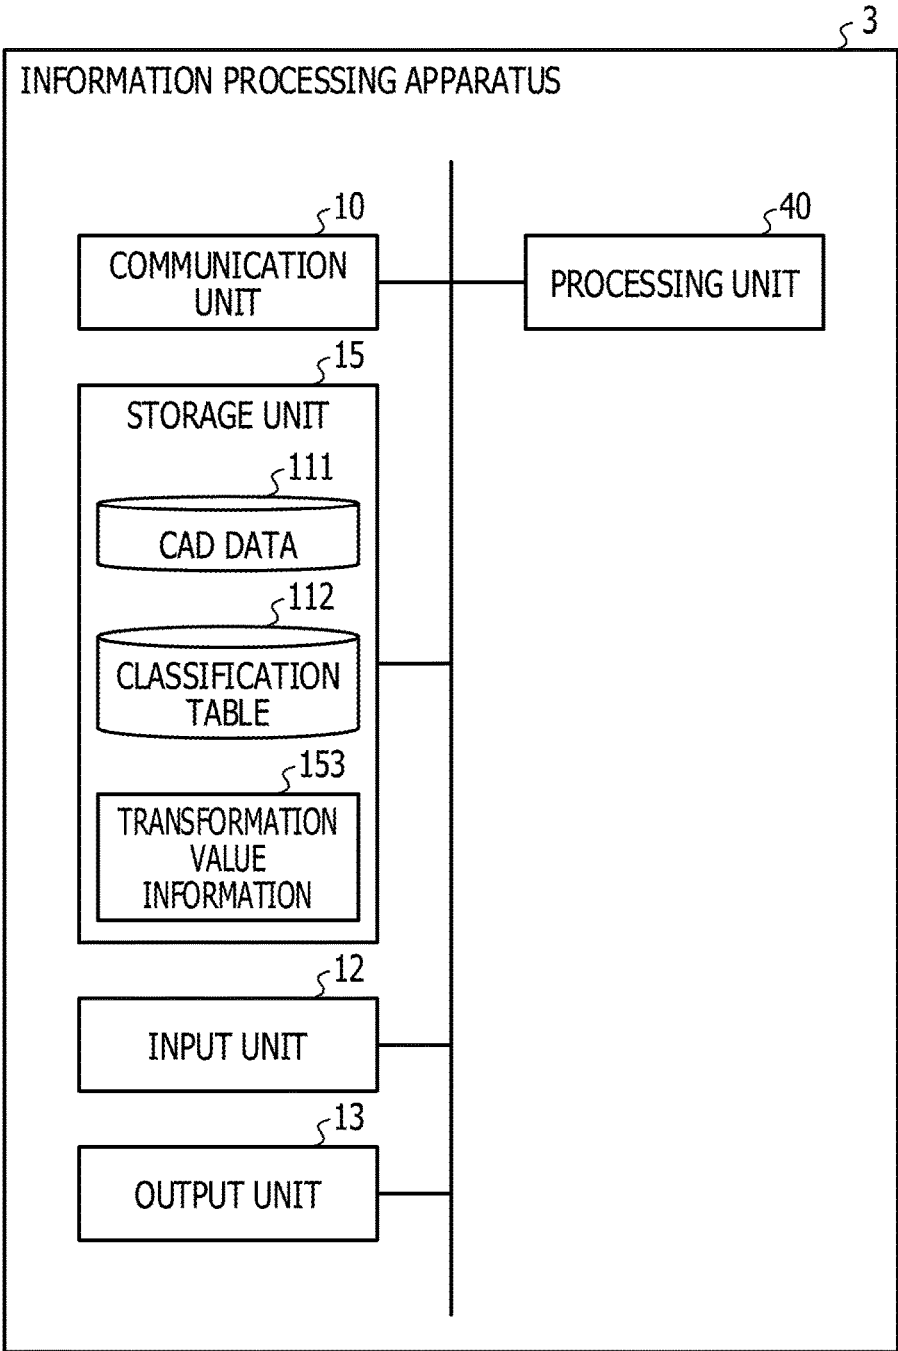 3
INFORMATION PROCESSING APPARATUS
10
COMMUNICATION
UNIT
40
PROCESSING UNIT
15
STORAGE UNIT
111
CAD DATA
112
CLASSIFICATION
TABLE
153
TRANSFORMATION
VALUE
INFORMATION
12
INPUT UNIT
13
OUTPUT UNIT